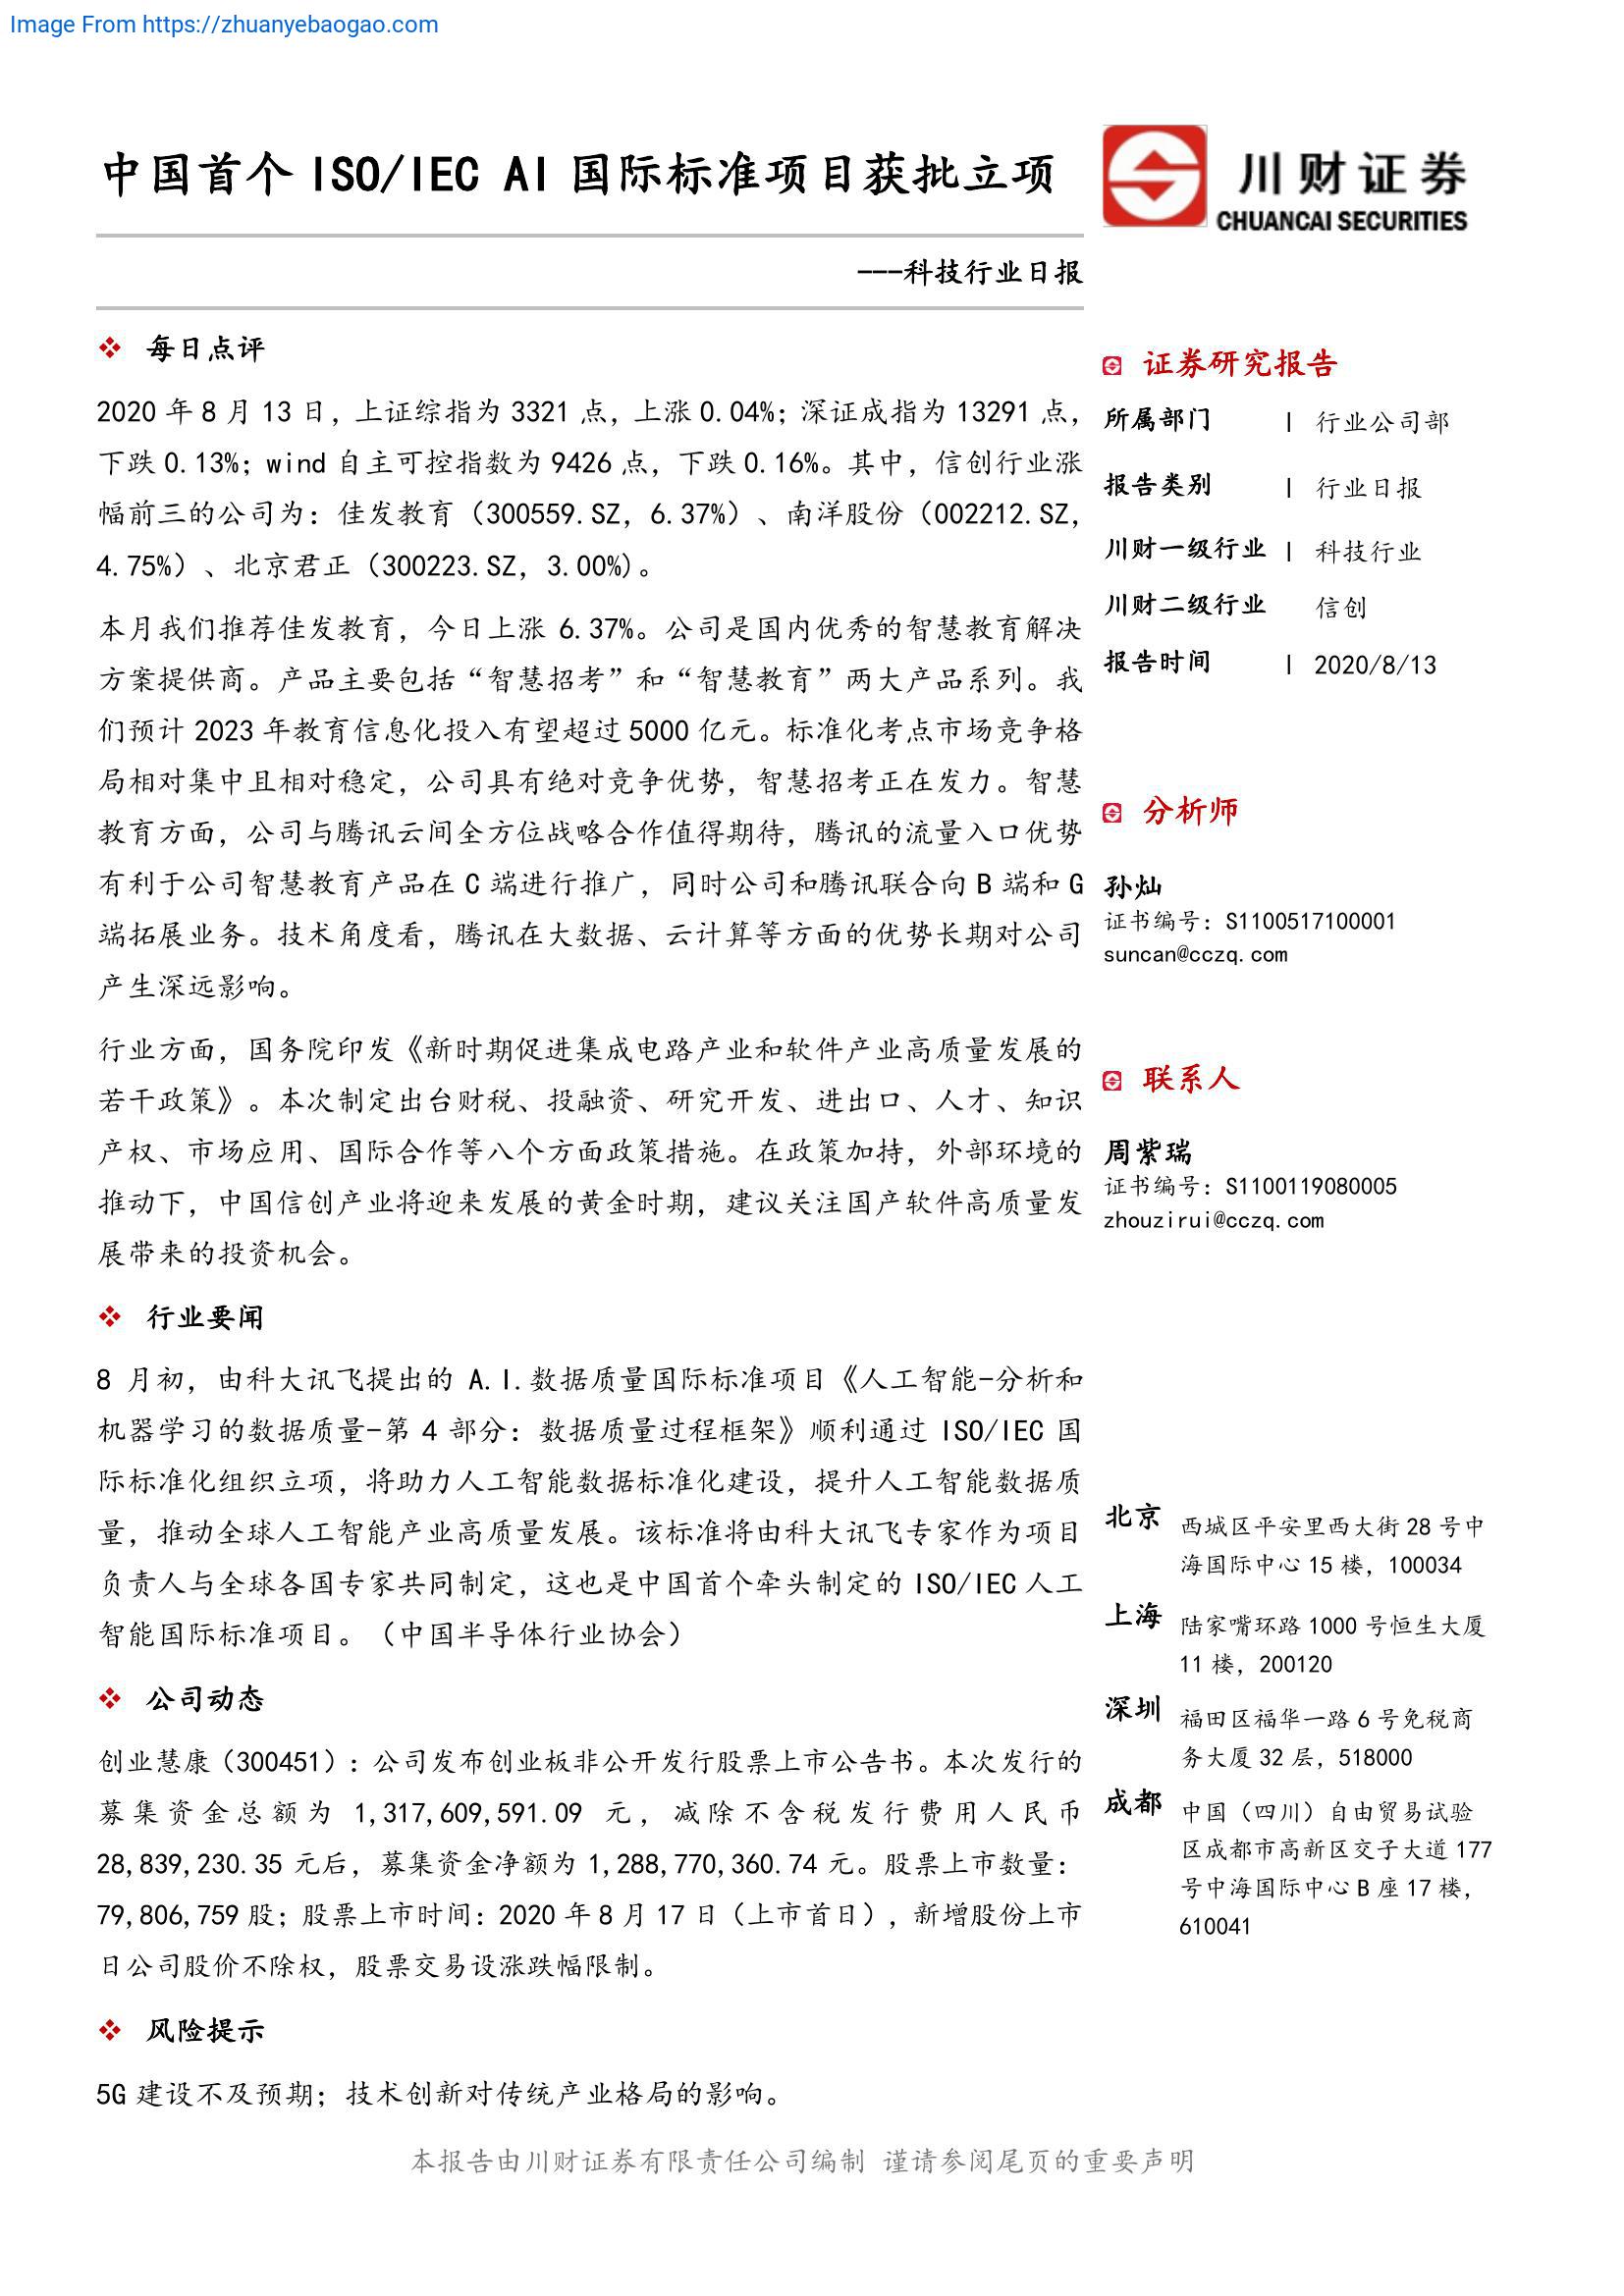 Image From https://zhuanyebaogao.com
中国首个 ISO/IEC AI 国际标准项目获批立项
川财证券
CHUANCAI SECURITIES
---科技行业日报
每日点评
2020 年 8 月 13 日，上证综指为 3321 点，上涨 0.04%；深证成指为 13291 点，
下跌 0.13%；wind 自主可控指数为 9426 点，下跌 0.16%。其中，信创行业涨
幅前三的公司为：佳发教育（300559.SZ，6.37%）、南洋股份（002212.SZ，
4.75%）、北京君正（300223.SZ，3.00%)。
本月我们推荐佳发教育，今日上涨 6.37%。公司是国内优秀的智慧教育解决
方案提供商。产品主要包括“智慧招考”和“智慧教育”两大产品系列。我
们预计 2023 年教育信息化投入有望超过 5000 亿元。标准化考点市场竞争格
局相对集中且相对稳定，公司具有绝对竞争优势，智慧招考正在发力。智慧
教育方面，公司与腾讯云间全方位战略合作值得期待，腾讯的流量入口优势
有利于公司智慧教育产品在 C 端进行推广，同时公司和腾讯联合向 B 端和 G
端拓展业务。技术角度看，腾讯在大数据、云计算等方面的优势长期对公司
产生深远影响。
行业方面，国务院印发《新时期促进集成电路产业和软件产业高质量发展的
若干政策》。本次制定出台财税、投融资、研究开发、进出口、人才、知识
产权、市场应用、国际合作等八个方面政策措施。在政策加持，外部环境的
推动下，中国信创产业将迎来发展的黄金时期，建议关注国产软件高质量发
展带来的投资机会。
行业要闻
8 月初，由科大讯飞提出的 A.I.数据质量国际标准项目《人工智能-分析和
机器学习的数据质量-第 4 部分：数据质量过程框架》顺利通过 ISO/IEC 国
际标准化组织立项，将助力人工智能数据标准化建设，提升人工智能数据质
量，推动全球人工智能产业高质量发展。该标准将由科大讯飞专家作为项目
负责人与全球各国专家共同制定，这也是中国首个牵头制定的 ISO/IEC 人工
智能国际标准项目。（中国半导体行业协会）
公司动态
创业慧康（300451）：公司发布创业板非公开发行股票上市公告书。本次发行的
募集资金总额为 1,317,609,591.09 元，减除不含税发行费用人民币
28,839,230.35 元后，募集资金净额为 1,288,770,360.74 元。股票上市数量：
79,806,759 股；股票上市时间：2020 年 8 月 17 日（上市首日），新增股份上市
日公司股价不除权，股票交易设涨跌幅限制。
风险提示
5G 建设不及预期；技术创新对传统产业格局的影响。
证券研究报告
所属部门 | 行业公司部
报告类别 | 行业日报
川财一级行业 | 科技行业
川财二级行业 信创
报告时间 | 2020/8/13
分析师
孙灿
证书编号：S1100517100001
suncan@cczq.com
联系人
周紫瑞
证书编号：S1100119080005
zhouzirui@cczq.com
北京 西城区平安里西大街 28 号中
海国际中心 15 楼，100034
上海 陆家嘴环路 1000 号恒生大厦
11 楼，200120
深圳 福田区福华一路 6 号免税商
务大厦 32 层，518000
成都 中国（四川）自由贸易试验
区成都市高新区交子大道 177
号中海国际中心 B 座 17 楼，
610041
本报告由川财证券有限责任公司编制 谨请参阅尾页的重要声明